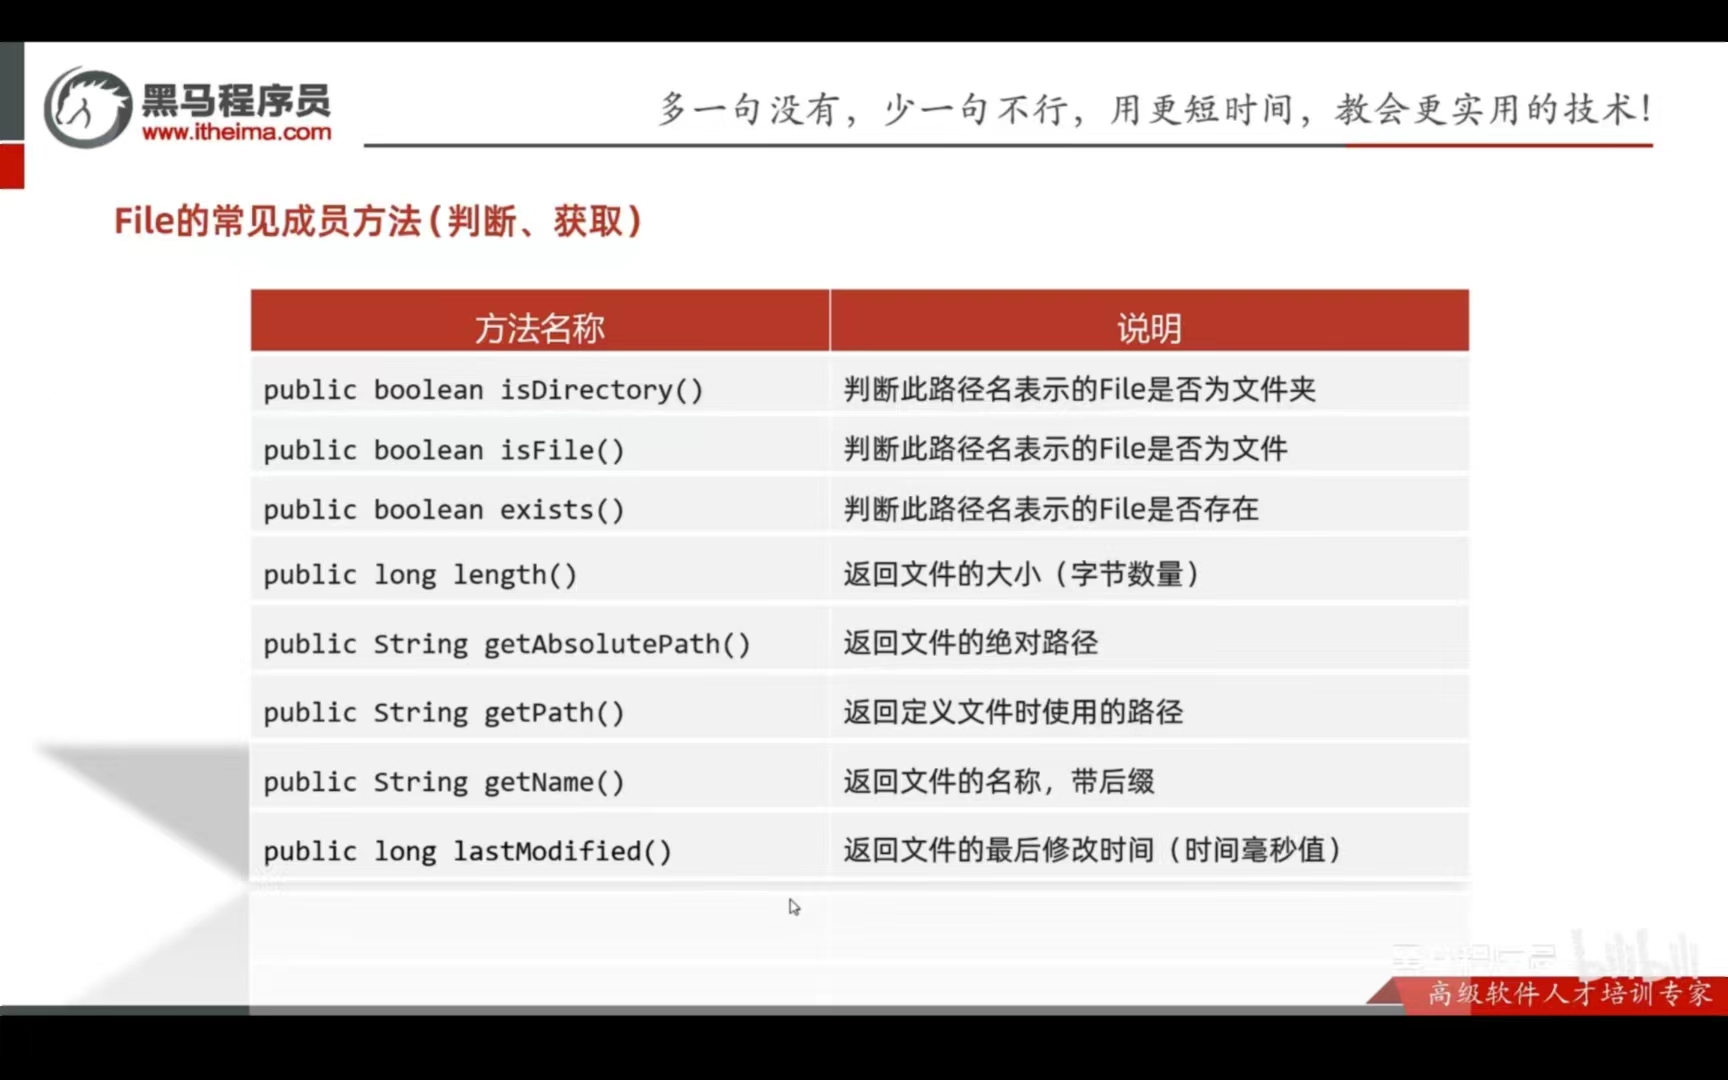 黑马程序员
www.itheima.com
多一句没有，少一句不行，用更短时间，教会更实用的技术！
File的常见成员方法(判断、获取)
方法名称 说明
public boolean isDirectory() 判断此路径名表示的File是否为文件夹
public boolean isFile() 判断此路径名表示的File是否为文件
public boolean exists() 判断此路径名表示的File是否存在
public long length() 返回文件的大小（字节数量）
public String getAbsolutePath() 返回文件的绝对路径
public String getPath() 返回定义文件时使用的路径
public String getName() 返回文件的名称，带后缀
public long lastModified() 返回文件的最后修改时间（时间毫秒值）
黑马程序员 bilibili
高级软件人才培训专家